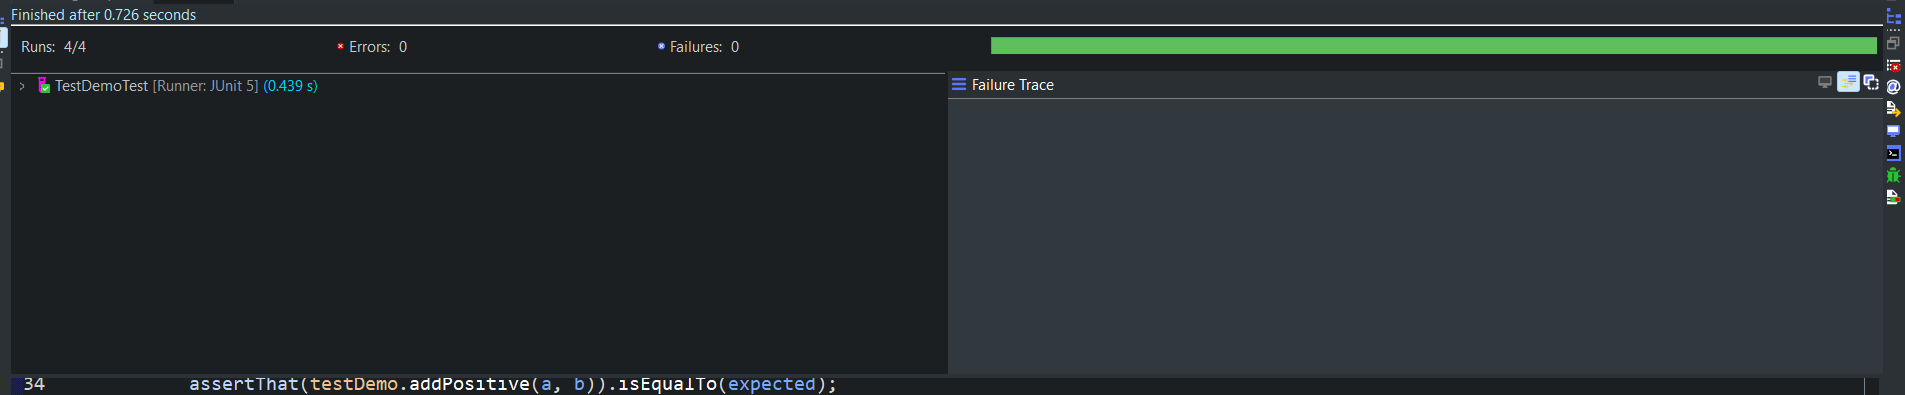 Finished after 0.726 seconds
Runs: 4/4 Errors: 0 Failures: 0
TestDemoTest [Runner: JUnit 5] (0.439 s)
Failure Trace
34 assertThat(testDemo.addPositive(a, b)).isEqualTo(expected);